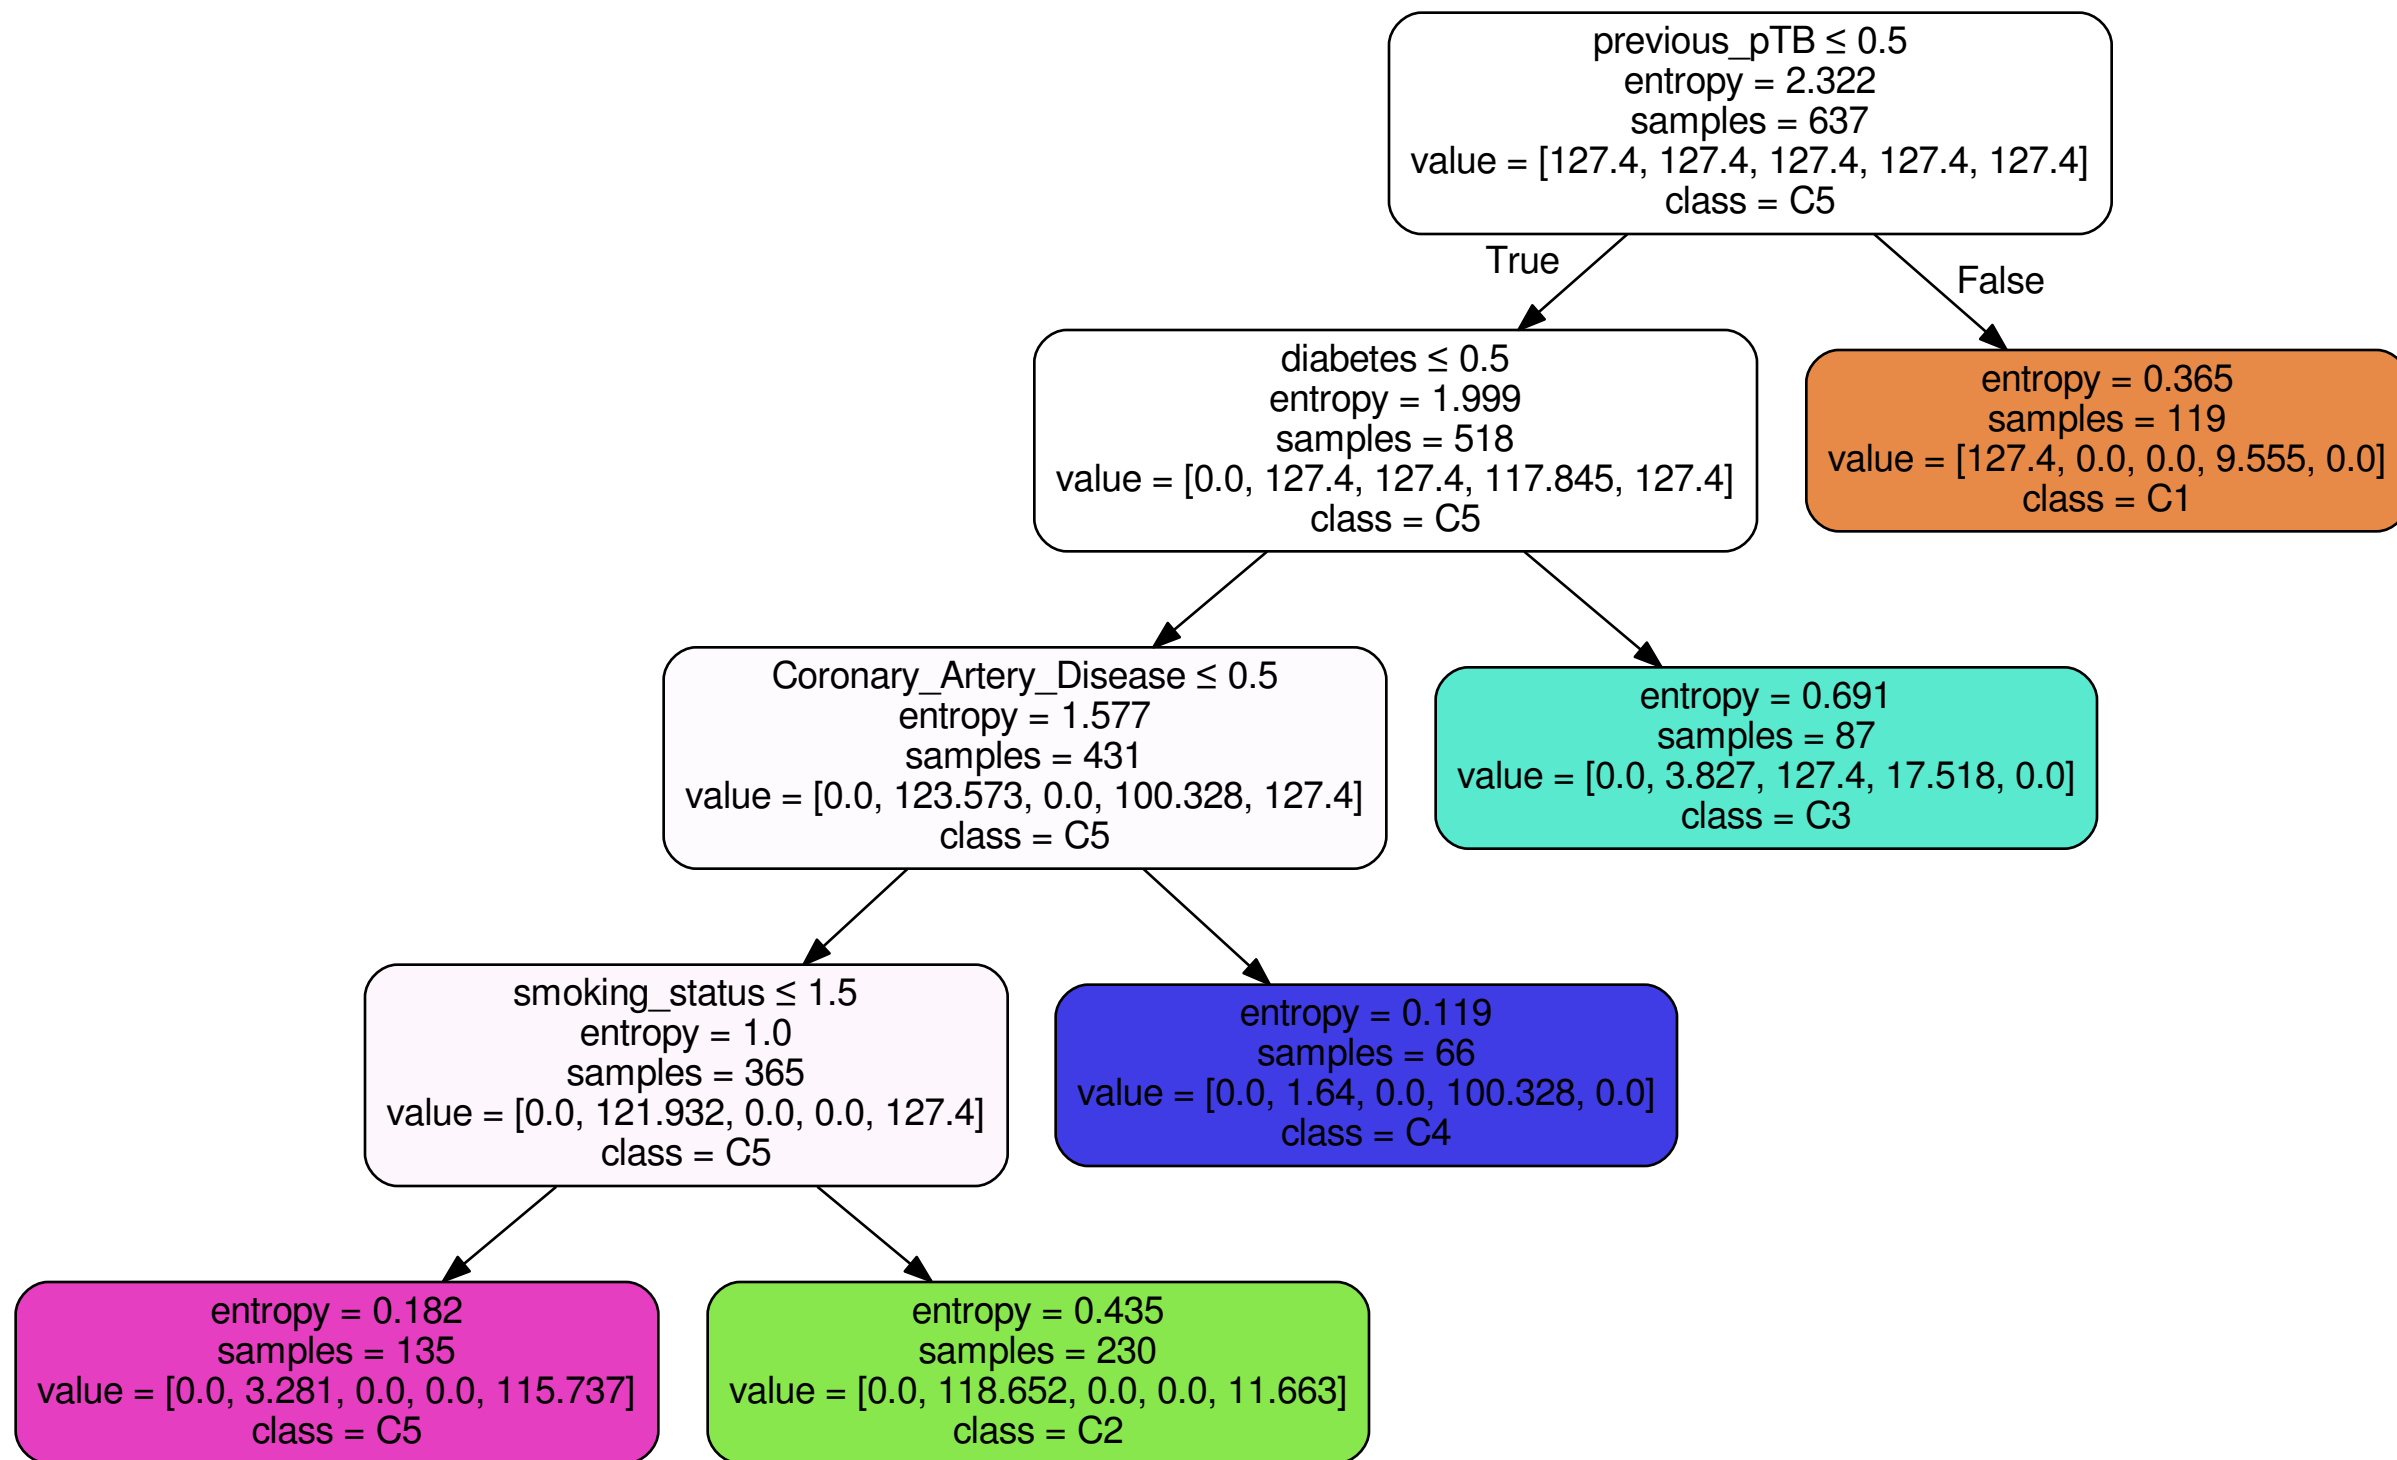 previous_pTB ≤ 0.5
entropy = 2.322
samples = 637
value = [127.4, 127.4, 127.4, 127.4, 127.4]
class = C5
True
False
diabetes ≤ 0.5
entropy = 1.999
samples = 518
value = [0.0, 127.4, 127.4, 117.845, 127.4]
class = C5
entropy = 0.365
samples = 119
value = [127.4, 0.0, 0.0, 9.555, 0.0]
class = C1
Coronary_Artery_Disease ≤ 0.5
entropy = 1.577
samples = 431
value = [0.0, 123.573, 0.0, 100.328, 127.4]
class = C5
entropy = 0.691
samples = 87
value = [0.0, 3.827, 127.4, 17.518, 0.0]
class = C3
smoking_status ≤ 1.5
entropy = 1.0
samples = 365
value = [0.0, 121.932, 0.0, 0.0, 127.4]
class = C5
entropy = 0.119
samples = 66
value = [0.0, 1.64, 0.0, 100.328, 0.0]
class = C4
entropy = 0.182
samples = 135
value = [0.0, 3.281, 0.0, 0.0, 115.737]
class = C5
entropy = 0.435
samples = 230
value = [0.0, 118.652, 0.0, 0.0, 11.663]
class = C2